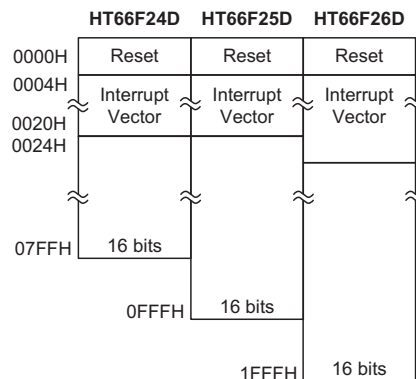 HT66F24D HT66F25D HT66F26D
0000H Reset Reset Reset
0004H
Interrupt Vector Interrupt Vector Interrupt Vector
0020H
0024H
07FFH 16 bits
0FFFH 16 bits
1FFFH 16 bits